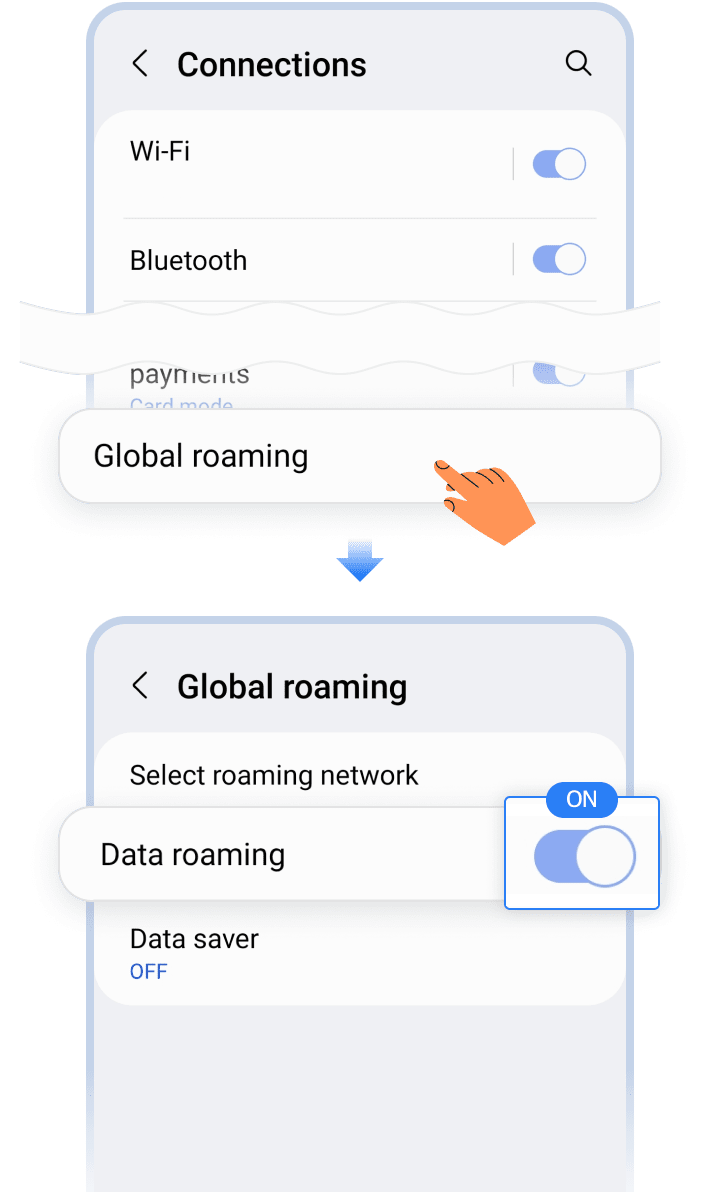 Connections
Wi-Fi
Bluetooth
payments
Card mode
Global roaming
Global roaming
Select roaming network
ON
Data roaming
Data saver
OFF